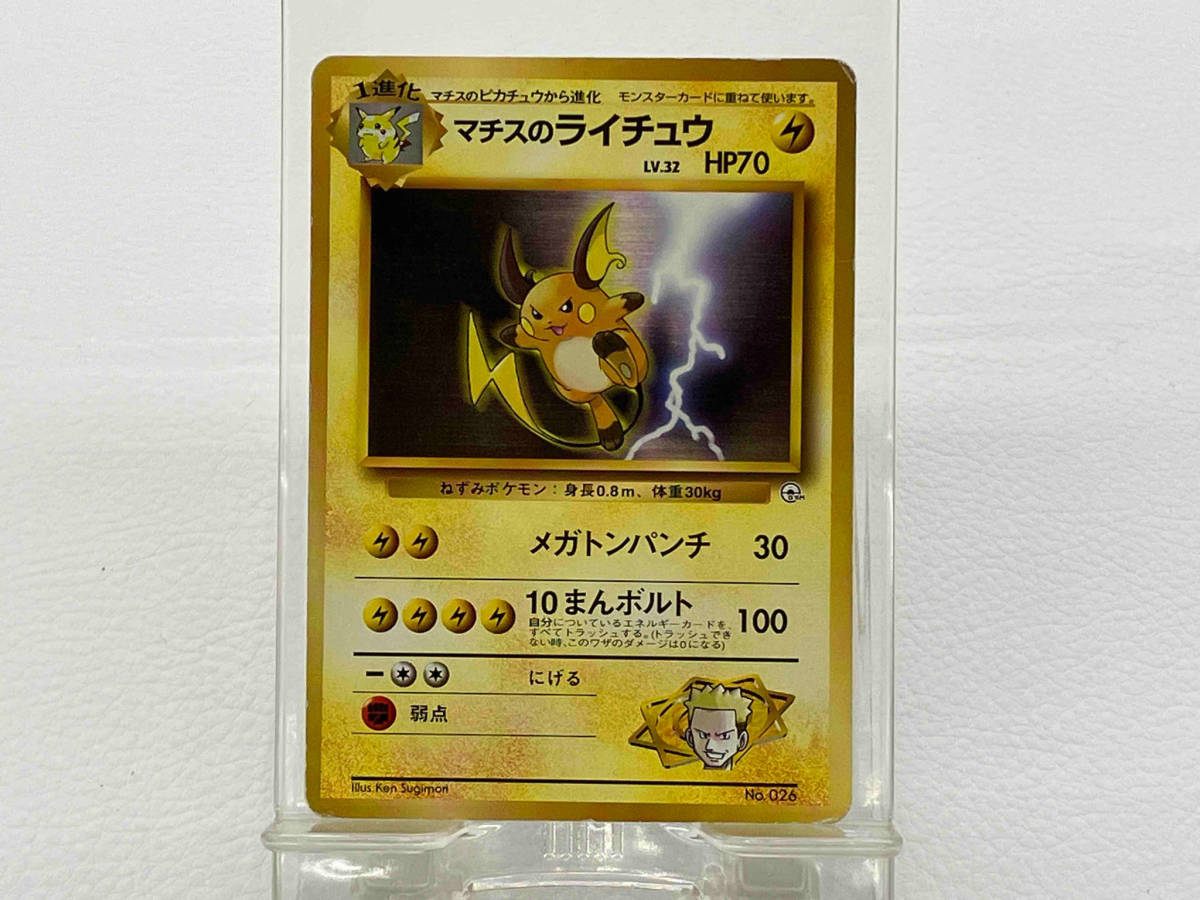 1進化
マチスのピカチュウから進化 モンスターカードに重ねて使います。
マチスのライチュウ
LV.32 HP70
ねずみポケモン:身長0.8m、体重30kg
GYM
メガトンパンチ 30
10まんボルト 100
自分についているエネルギーカードを、
すべてトラッシュする。(トラッシュでき
ない時、このワザのダメージは0になる)
にげる
弱点
Illus. Ken Sugimori No. 026